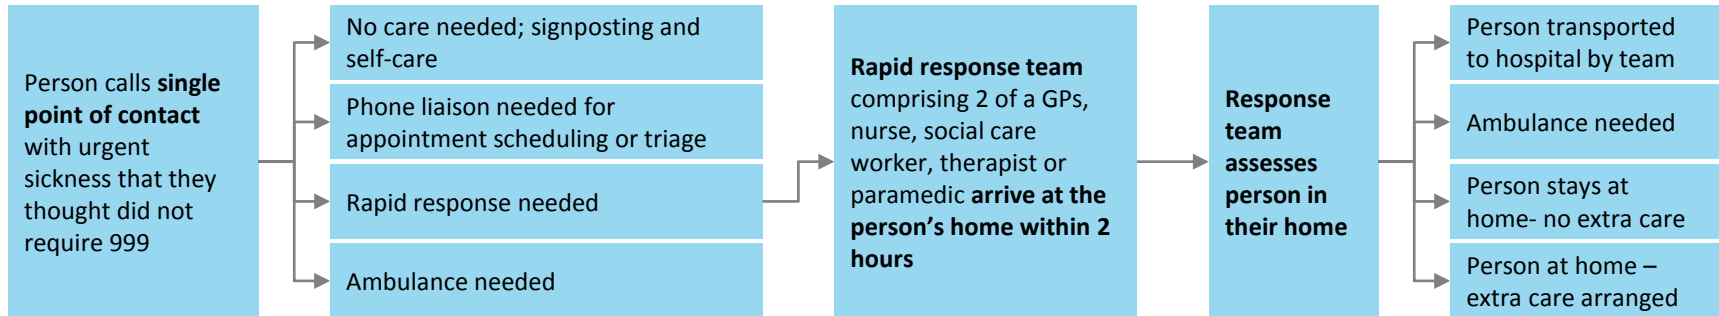 Person calls single
point of contact
with urgent
sickness that they
thought did not
require 999
No care needed; signposting and
self-care
Phone liaison needed for
appointment scheduling or triage
Rapid response needed
Ambulance needed
Rapid response team
comprising 2 of a GPs,
nurse, social care
worker, therapist or
paramedic arrive at the
person’s home within 2
hours
Response
team
assesses
person in
their home
Person transported
to hospital by team
Ambulance needed
Person stays at
home- no extra care
Person at home –
extra care arranged